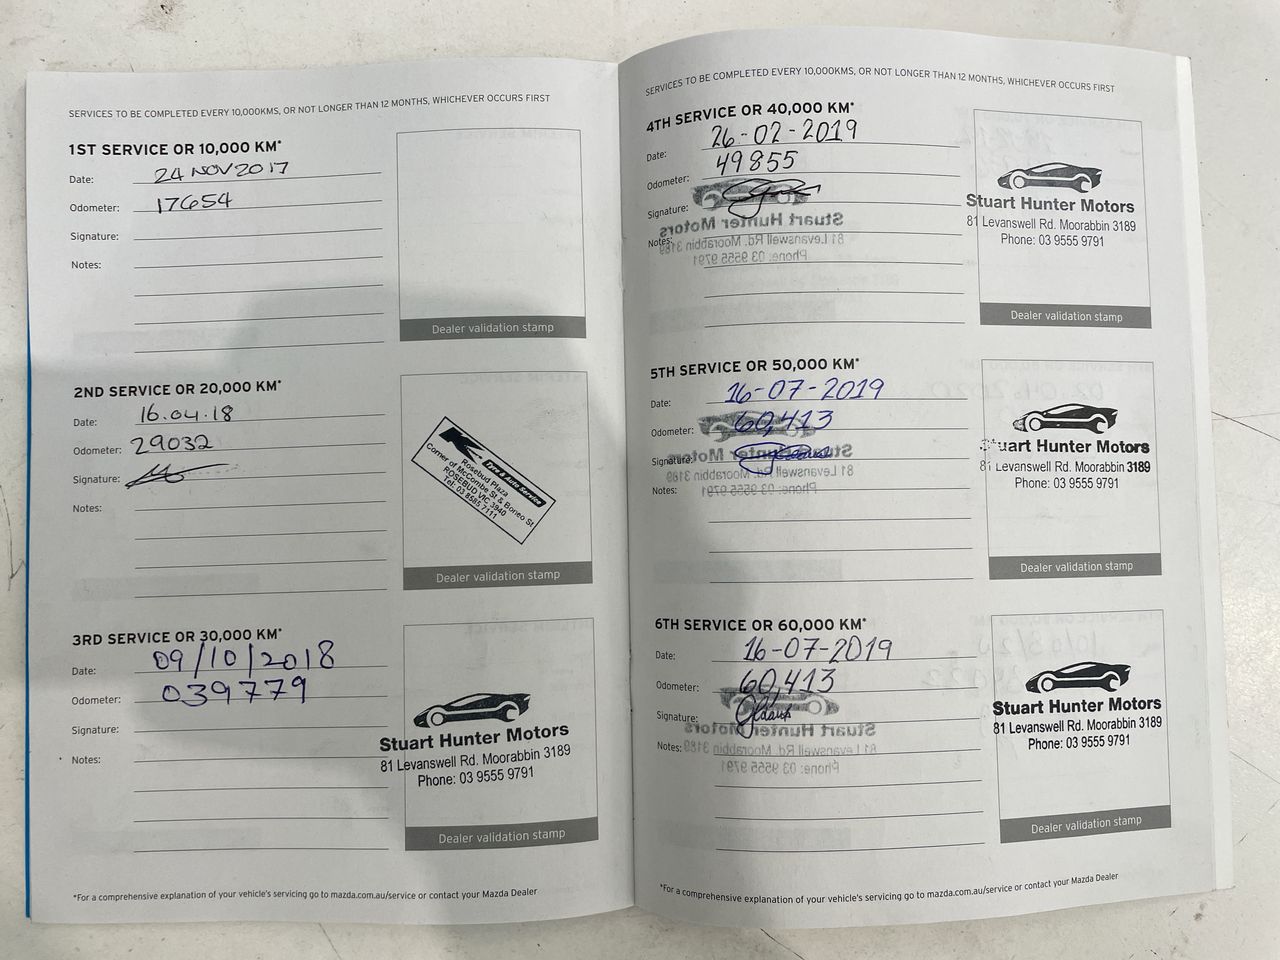 SERVICES TO BE COMPLETED EVERY 10,000KMS, OR NOT LONGER THAN 12 MONTHS, WHICHEVER OCCURS FIRST
1ST SERVICE OR 10,000 KM*
Date: 24 NOV 2017
Odometer: 17654
Signature:
Notes:
Dealer validation stamp
2ND SERVICE OR 20,000 KM*
Date: 16.04.18
Odometer: 29032
Signature:
Notes:
Tyre & Auto Service
Rosebud Plaza
Corner of Mccombe St & Boneo St
ROSEBUD VIC 3940
Tel: 03 8585 7111
Dealer validation stamp
3RD SERVICE OR 30,000 KM*
Date: 09/10/2018
Odometer: 039779
Signature:
Notes:
Stuart Hunter Motors
81 Levanswell Rd. Moorabbin 3189
Phone: 03 9555 9791
Dealer validation stamp
*For a comprehensive explanation of your vehicle's servicing go to mazda.com.au/service or contact your Mazda Dealer
SERVICES TO BE COMPLETED EVERY 10,000KMS, OR NOT LONGER THAN 12 MONTHS, WHICHEVER OCCURS FIRST
4TH SERVICE OR 40,000 KM*
Date: 26-02-2019
Odometer: 49855
Signature:
Notes:
Stuart Hunter Motors
81 Levanswell Rd. Moorabbin 3189
Phone: 03 9555 9791
Dealer validation stamp
5TH SERVICE OR 50,000 KM*
Date: 16-07-2019
Odometer: 60,413
Signature:
Notes:
Stuart Hunter Motors
81 Levanswell Rd. Moorabbin 3189
Phone: 03 9555 9791
Dealer validation stamp
6TH SERVICE OR 60,000 KM*
Date: 16-07-2019
Odometer: 60,413
Signature:
Notes:
Stuart Hunter Motors
81 Levanswell Rd. Moorabbin 3189
Phone: 03 9555 9791
Dealer validation stamp
*For a comprehensive explanation of your vehicle's servicing go to mazda.com.au/service or contact your Mazda Dealer